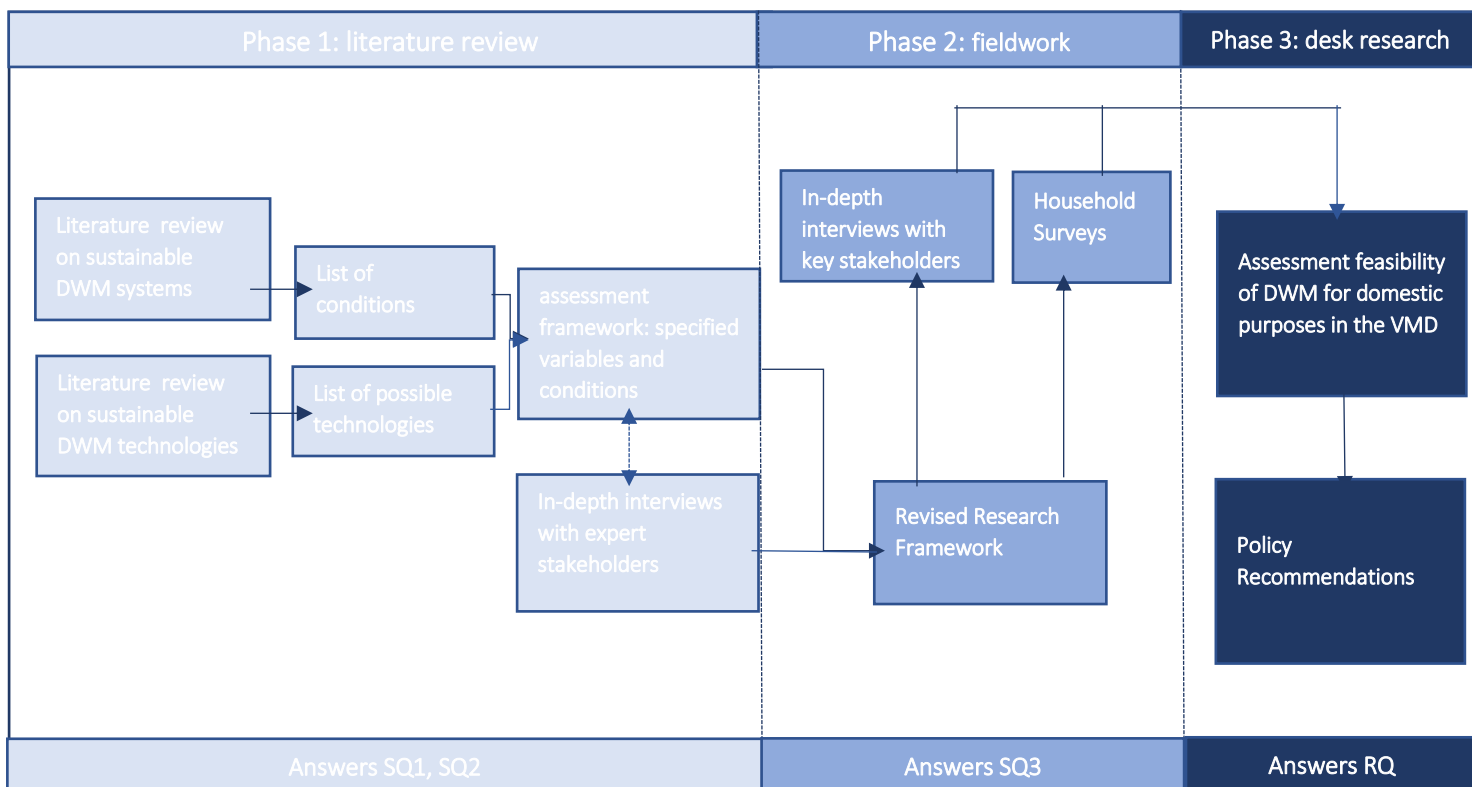 Phase 1: literature review
Phase 2: fieldwork
Phase 3: desk research
Literature review
on sustainable
DWM systems
List of
conditions
Literature review
on sustainable
DWM technologies
List of possible
technologies
assessment
framework: specified
variables and
conditions
In-depth interviews
with expert
stakeholders
In-depth
interviews with
key stakeholders
Household
Surveys
Revised Research
Framework
Assessment feasibility
of DWM for domestic
purposes in the VMD
Policy
Recommendations
Answers SQ1, SQ2
Answers SQ3
Answers RQ